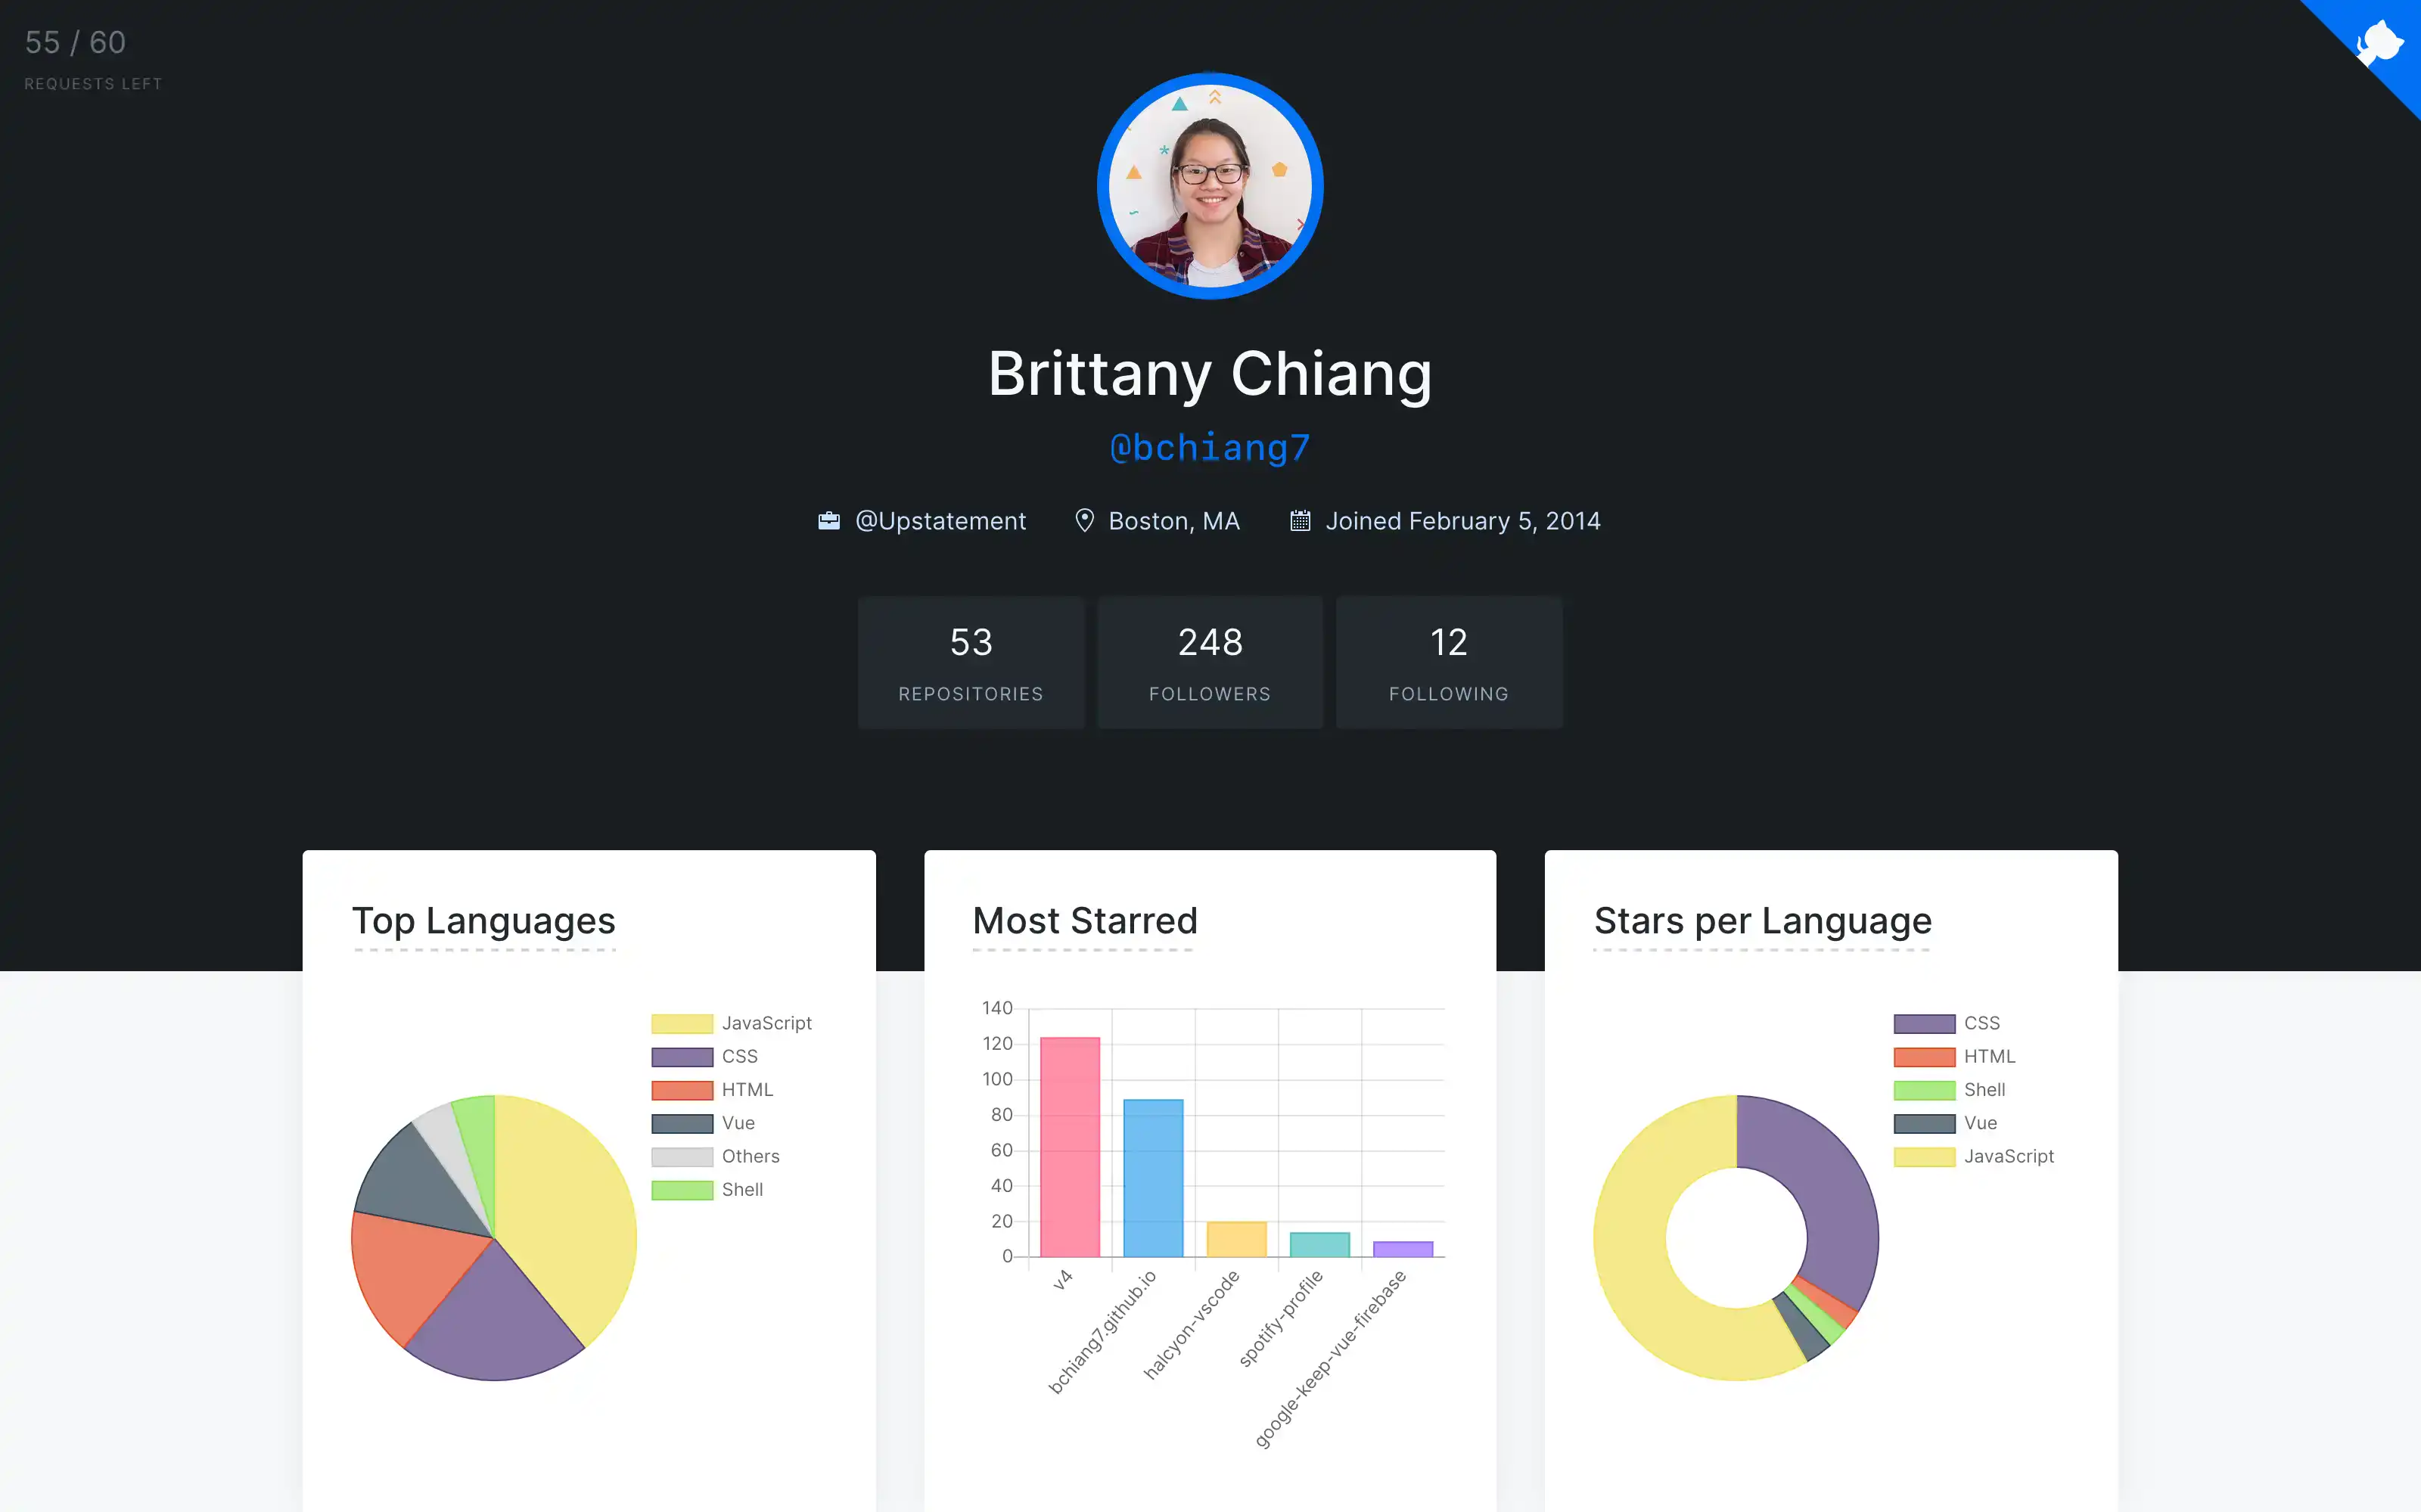 55 / 60
REQUESTS LEFT
Brittany Chiang
@bchiang7
@Upstatement
Boston, MA
Joined February 5, 2014
53
REPOSITORIES
248
FOLLOWERS
12
FOLLOWING
Top Languages
JavaScript
CSS
HTML
Vue
Others
Shell
Most Starred
140
120
100
80
60
40
20
0
v4
bchiang7.github.io
halcyon-vscode
spotify-profile
google-keep-vue-firebase
Stars per Language
CSS
HTML
Shell
Vue
JavaScript